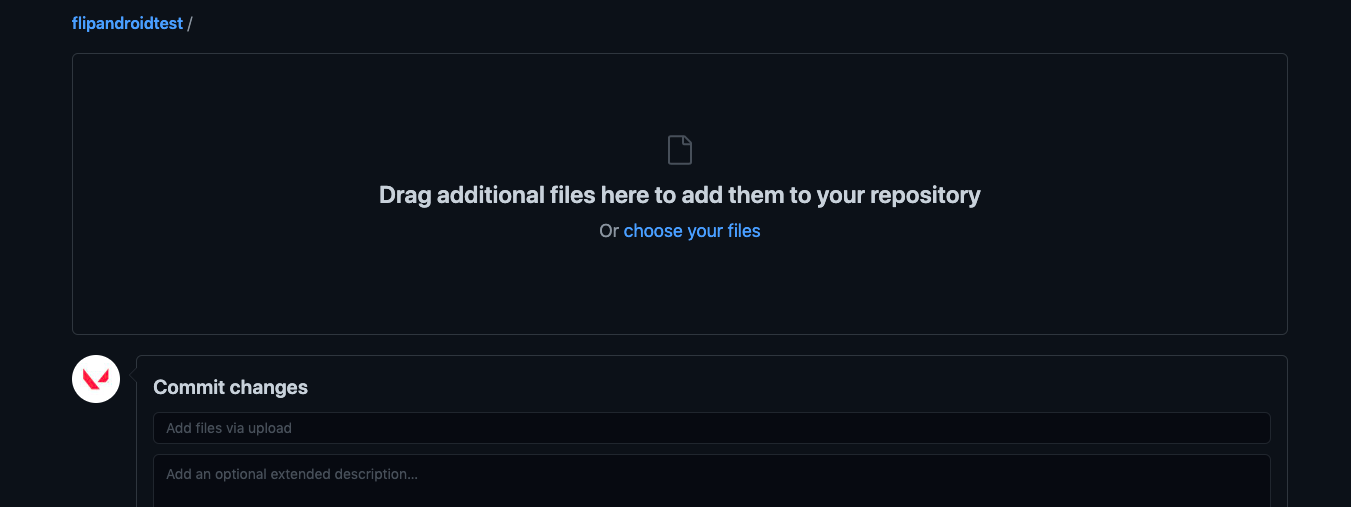 flipandroidtest /
Drag additional files here to add them to your repository
Or choose your files
Commit changes
Add files via upload
Add an optional extended description...